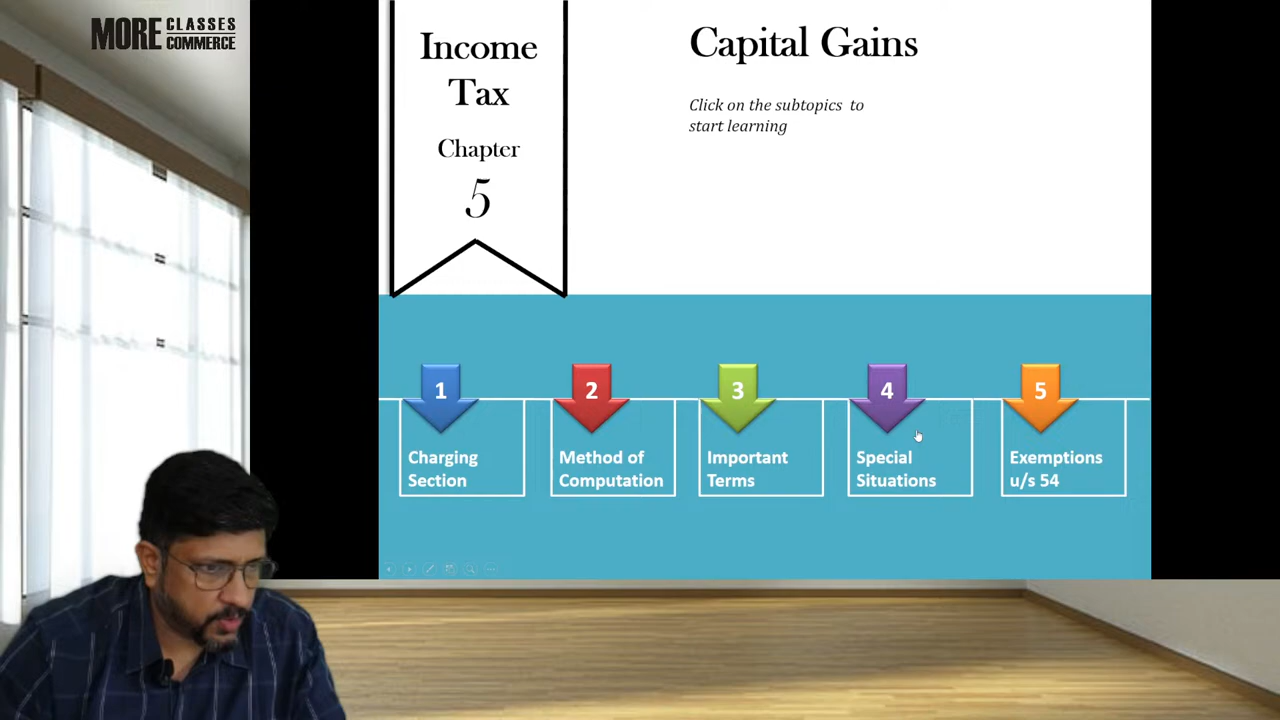 MORE CLASSES COMMERCE
Income
Tax
Chapter
5
Capital Gains
Click on the subtopics to
start learning
1
Charging
Section
2
Method of
Computation
3
Important
Terms
4
Special
Situations
5
Exemptions
u/s 54